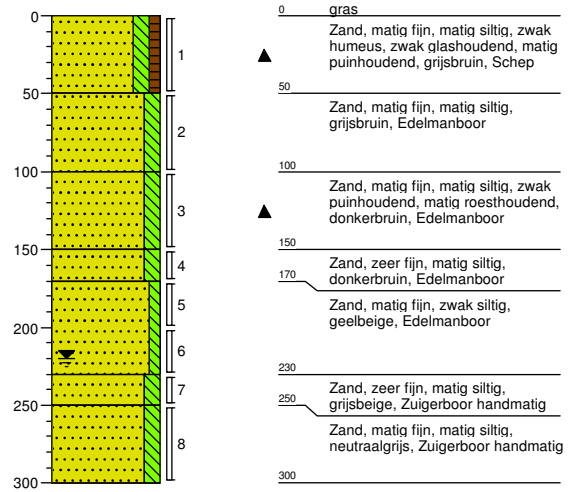 0
50
100
150
200
250
300
1
2
3
4
5
6
7
8
0
gras
Zand, matig fijn, matig siltig, zwak
humeus, zwak glashoudend, matig
puinhoudend, grijsbruin, Schep
50
Zand, matig fijn, matig siltig,
grijsbruin, Edelmanboor
100
Zand, matig fijn, matig siltig, zwak
puinhoudend, matig roesthoudend,
donkerbruin, Edelmanboor
150
Zand, zeer fijn, matig siltig,
donkerbruin, Edelmanboor
170
Zand, matig fijn, zwak siltig,
geelbeige, Edelmanboor
230
Zand, zeer fijn, matig siltig,
grijsbeige, Zuigerboor handmatig
250
Zand, matig fijn, matig siltig,
neutraalgrijs, Zuigerboor handmatig
300